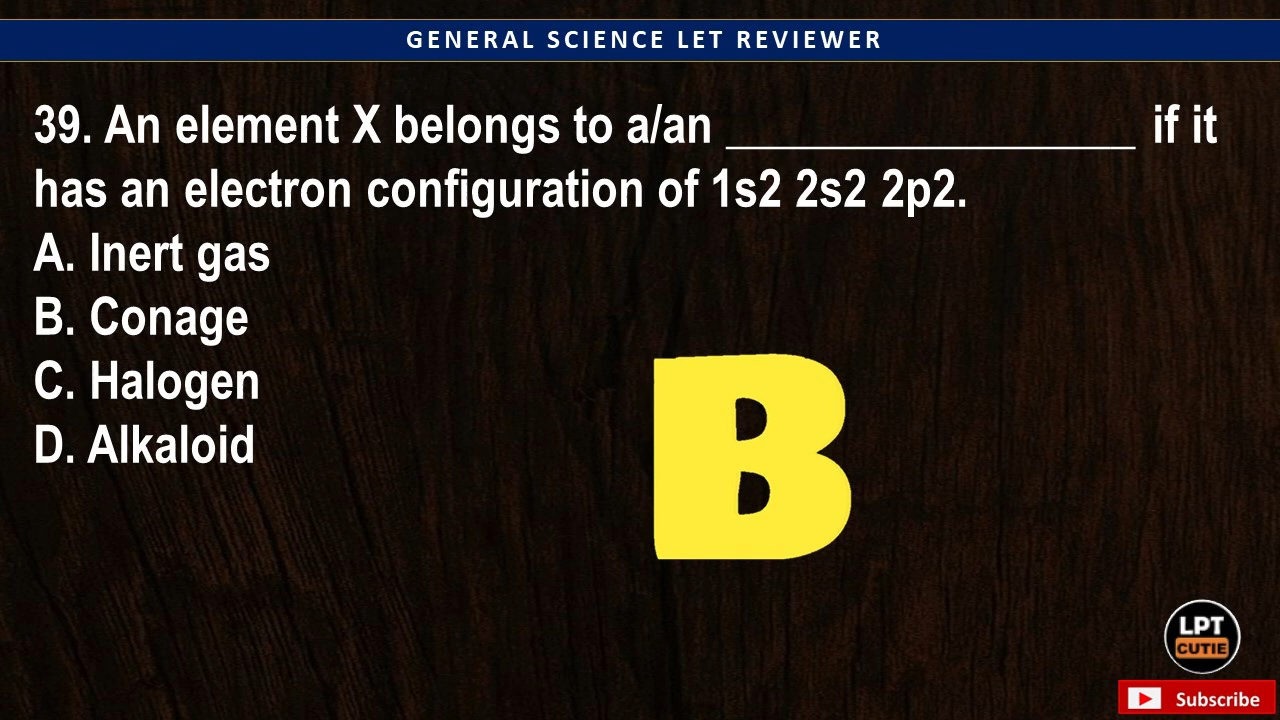 GENERAL SCIENCE LET REVIEWER
39. An element X belongs to a/an __________________ if it
has an electron configuration of 1s2 2s2 2p2.
A. Inert gas
B. Conage
C. Halogen
D. Alkaloid
B
LPT
CUTIE
Subscribe